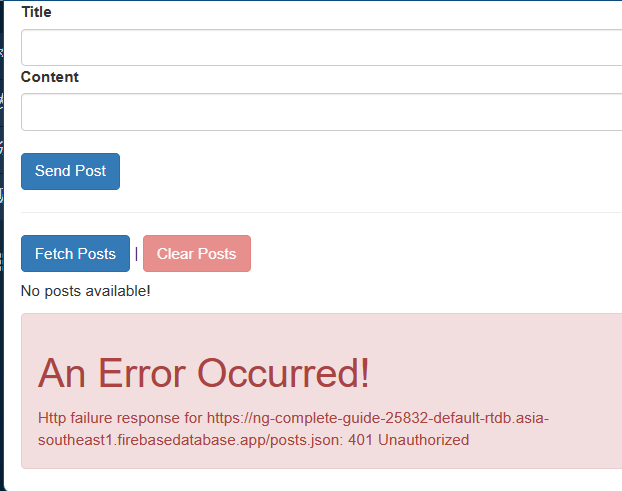 Title
Content
Send Post
Fetch Posts | Clear Posts
No posts available!
An Error Occurred!
Http failure response for https://ng-complete-guide-25832-default-rtdb.asia-
southeast1.firebasedatabase.app/posts.json: 401 Unauthorized